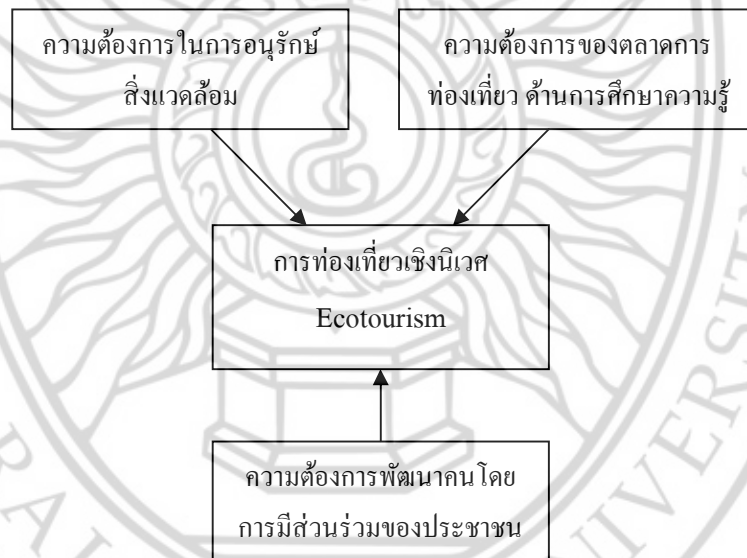 ความต้องการในการอนุรักษ์
สิ่งแวดล้อม
ความต้องการของตลาดการ
ท่องเที่ยว ด้านการศึกษาความรู้
การท่องเที่ยวเชิงนิเวศ
Ecotourism
ความต้องการพัฒนาคนโดย
การมีส่วนร่วมของประชาชน